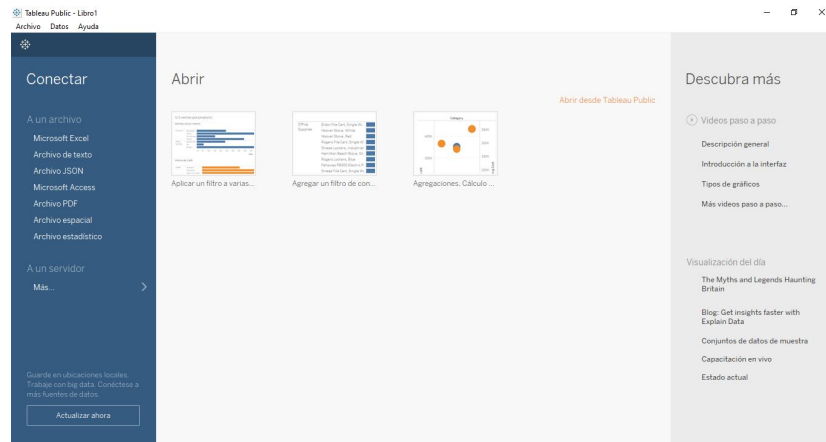 Tableau Public - Libro1
Archivo Datos Ayuda
Conectar
A un archivo
Microsoft Excel
Archivo de texto
Archivo JSON
Microsoft Access
Archivo PDF
Archivo espacial
Archivo estadístico
A un servidor
Más...
Guarde en ubicaciones locales.
Trabaje con big data. Conéctese a
más fuentes de datos.
Actualizar ahora
Abrir
Abrir desde Tableau Public
Aplicar un filtro a varias...
Agregar un filtro de con...
Category
Agregaciones, Cálculo ...
Descubra más
Videos paso a paso
Descripción general
Introducción a la interfaz
Tipos de gráficos
Más videos paso a paso...
Visualización del día
The Myths and Legends Haunting
Britain
Blog: Get insights faster with
Explain Data
Conjuntos de datos de muestra
Capacitación en vivo
Estado actual